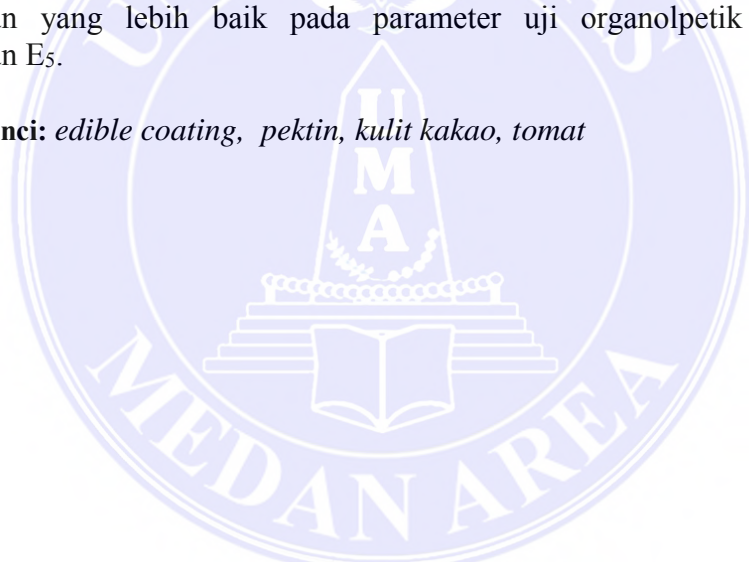 n yang lebih baik pada parameter uji organolpetik
n E5.
nci: edible coating, pektin, kulit kakao, tomat
U
M
A
MEDAN AREA